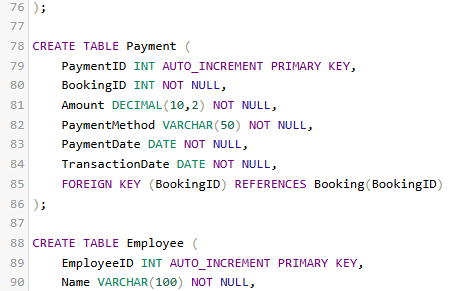 76 );
77
78 CREATE TABLE Payment (
79     PaymentID INT AUTO_INCREMENT PRIMARY KEY,
80     BookingID INT NOT NULL,
81     Amount DECIMAL(10,2) NOT NULL,
82     PaymentMethod VARCHAR(50) NOT NULL,
83     PaymentDate DATE NOT NULL,
84     TransactionDate DATE NOT NULL,
85     FOREIGN KEY (BookingID) REFERENCES Booking(BookingID)
86 );
87
88 CREATE TABLE Employee (
89     EmployeeID INT AUTO_INCREMENT PRIMARY KEY,
90     Name VARCHAR(100) NOT NULL,